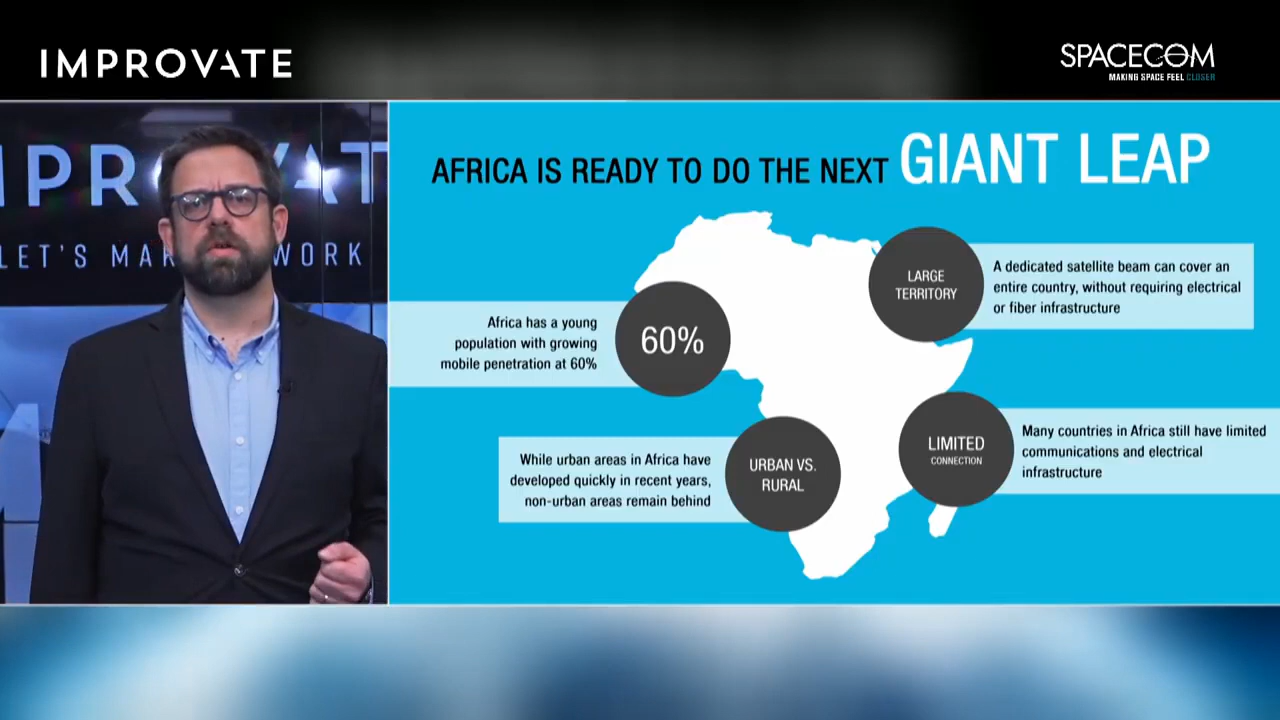 IMPROVATE
SPACECOM
MAKING SPACE FEEL CLOSER
LET'S MAK WORK
AFRICA IS READY TO DO THE NEXT GIANT LEAP
Africa has a young
population with growing
mobile penetration at 60%
60%
LARGE
TERRITORY
A dedicated satellite beam can cover an
entire country, without requiring electrical
or fiber infrastructure
While urban areas in Africa have
developed quickly in recent years,
non-urban areas remain behind
URBAN VS.
RURAL
LIMITED
CONNECTION
Many countries in Africa still have limited
communications and electrical
infrastructure